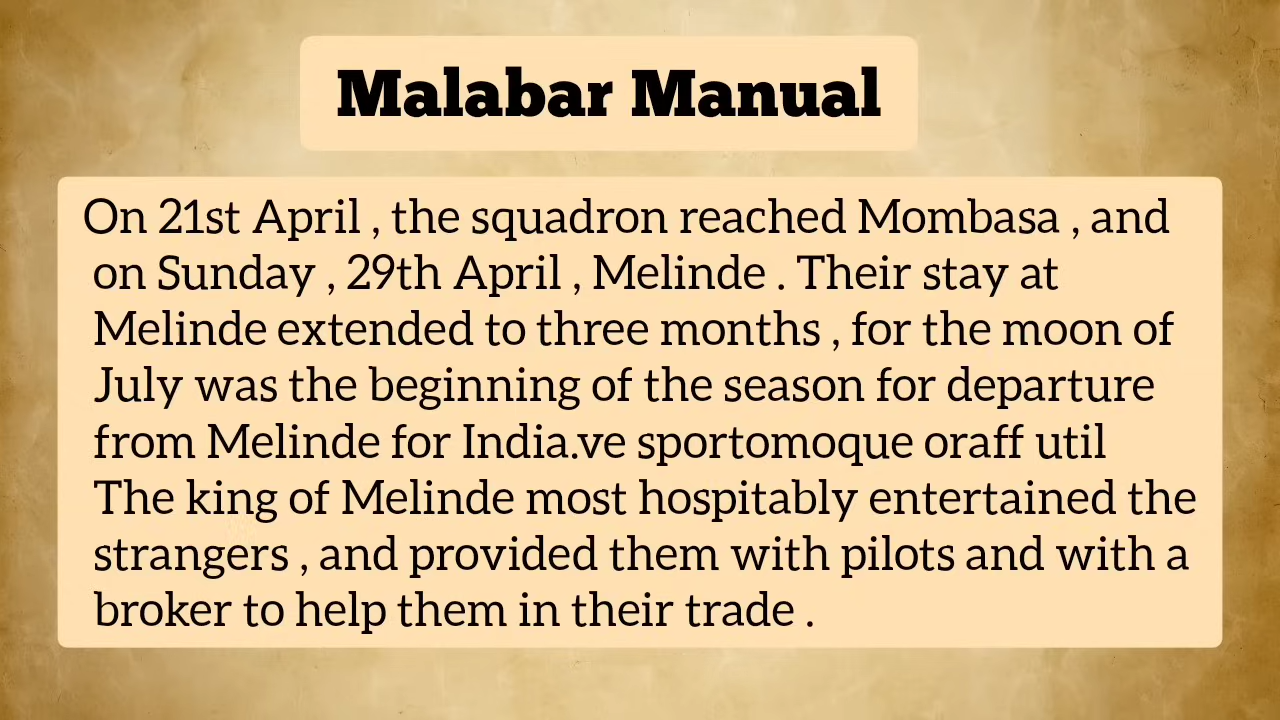 Malabar Manual
On 21st April , the squadron reached Mombasa , and
on Sunday , 29th April , Melinde . Their stay at
Melinde extended to three months , for the moon of
July was the beginning of the season for departure
from Melinde for India.ve sportomoque oraff util
The king of Melinde most hospitably entertained the
strangers , and provided them with pilots and with a
broker to help them in their trade .